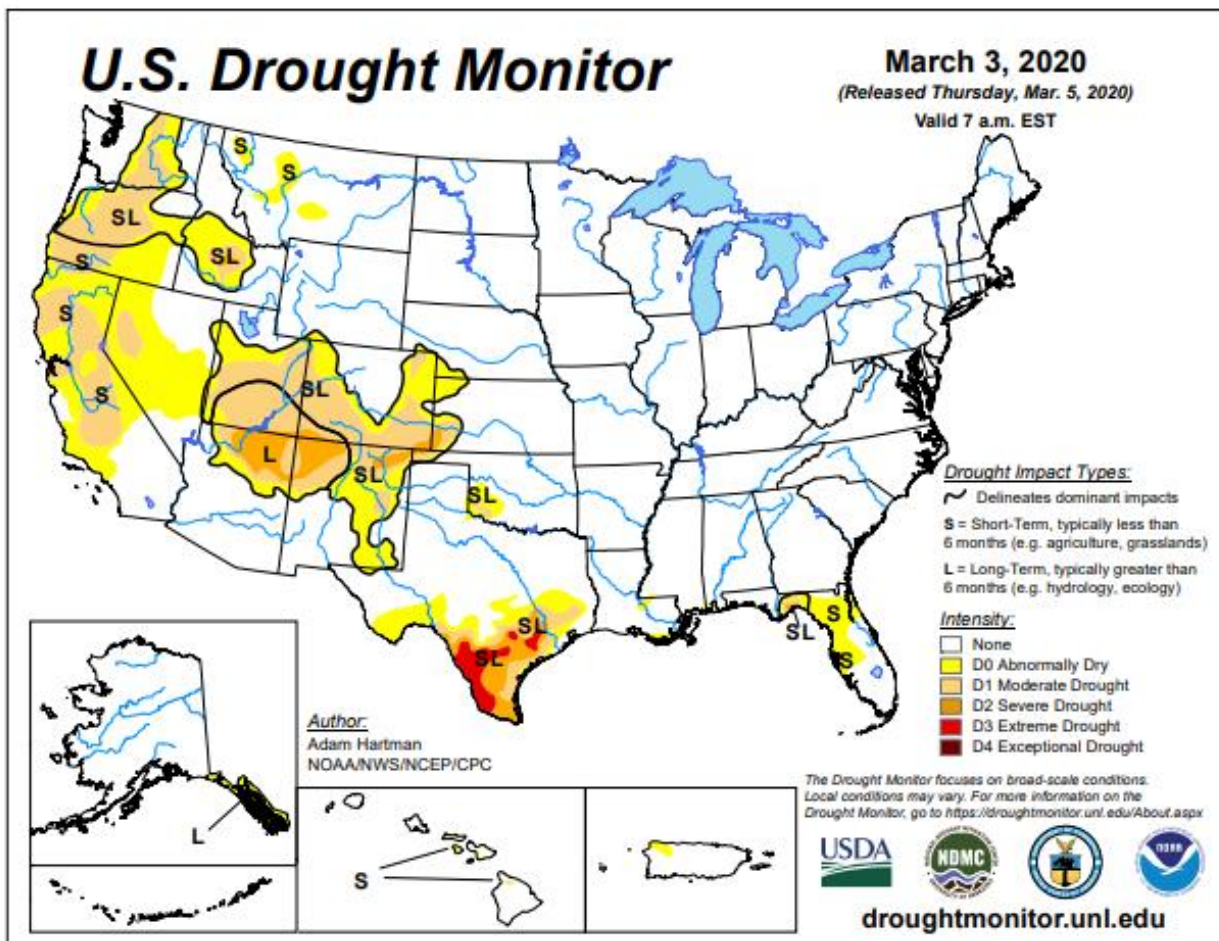 U.S. Drought Monitor
March 3, 2020
(Released Thursday, Mar. 5, 2020)
Valid 7 a.m. EST
S
S
SL
SL
S
S
S
SL
L
SL
SL
SL
SL
S
SL
S
Drought Impact Types:
Delineates dominant impacts
S = Short-Term, typically less than
6 months (e.g. agriculture, grasslands)
L = Long-Term, typically greater than
6 months (e.g. hydrology, ecology)
Intensity:
None
D0 Abnormally Dry
D1 Moderate Drought
D2 Severe Drought
D3 Extreme Drought
D4 Exceptional Drought
Author:
Adam Hartman
NOAA/NWS/NCEP/CPC
L
S
The Drought Monitor focuses on broad-scale conditions.
Local conditions may vary. For more information on the
Drought Monitor, go to https://droughtmonitor.unl.edu/About.aspx
USDA
NDMC
NOAA
droughtmonitor.unl.edu